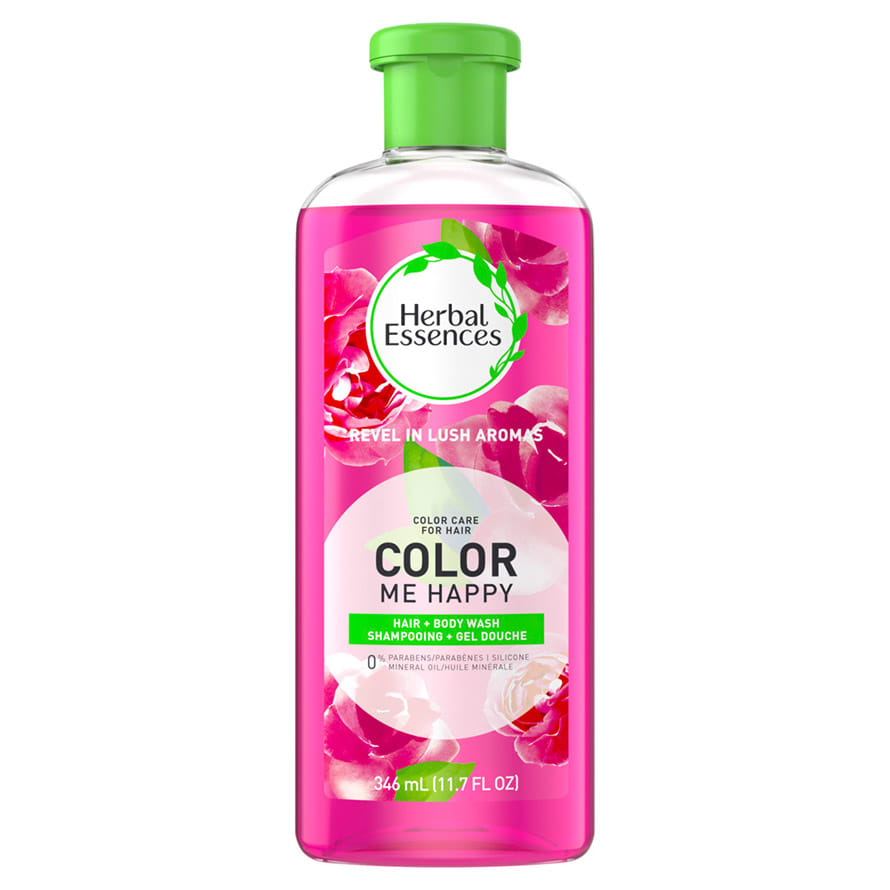 Herbal
Essences
REVEL IN LUSH AROMAS
COLOR CARE
FOR HAIR
COLOR
ME HAPPY
HAIR + BODY WASH
SHAMPOOING + GEL DOUCHE
0% PARABENS/PARABÈNES | SILICONE
MINERAL OIL/HUILE MINÉRALE
346 mL (11.7 FL OZ)